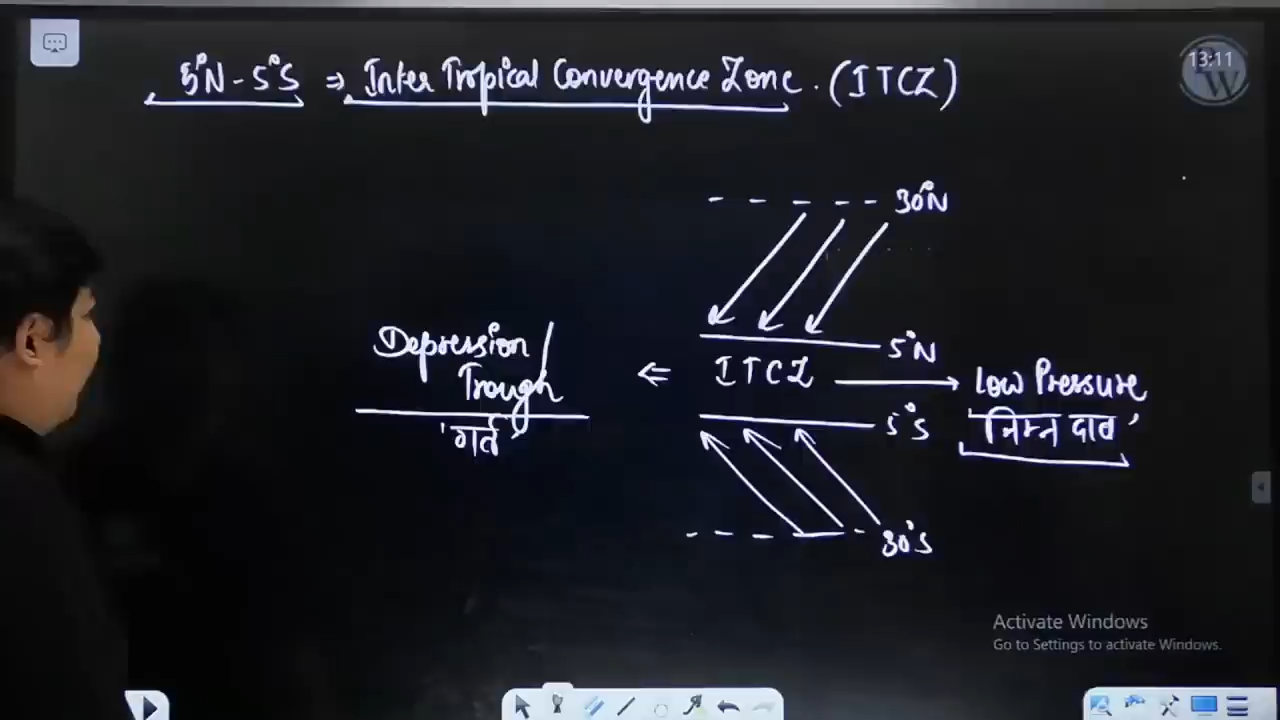 5°N - 5°S ⇒ Inter Tropical Convergence Zone. (ITCZ)
13:11
PW
30°N
5°N
Depression/
Trough
'गर्त'
⇐ ITCZ → Low Pressure
'निम्न दाब'
5°S
30°S
Activate Windows
Go to Settings to activate Windows.